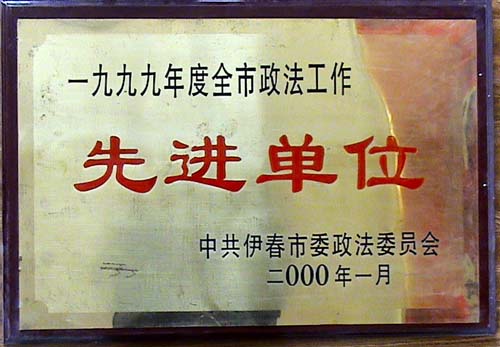 一九九九年度全市政法工作
先进单位
中共伊春市委政法委员会
二000年一月